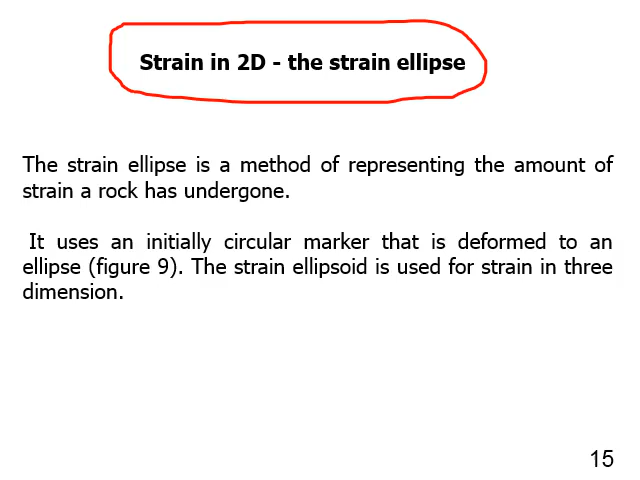 Strain in 2D - the strain ellipse
The strain ellipse is a method of representing the amount of
strain a rock has undergone.
It uses an initially circular marker that is deformed to an
ellipse (figure 9). The strain ellipsoid is used for strain in three
dimension.
15